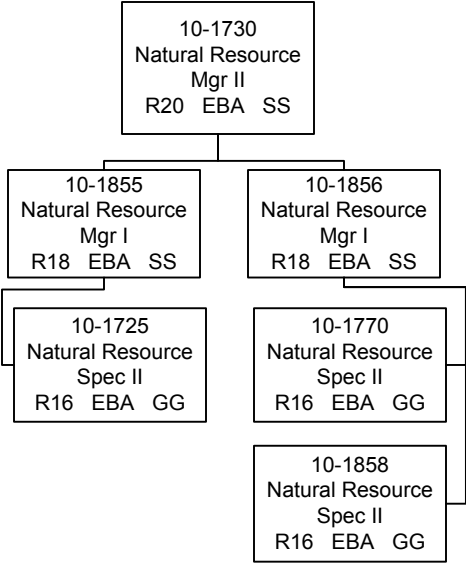 10-1730
Natural Resource
Mgr II
R20 EBA SS
10-1855
Natural Resource
Mgr I
R18 EBA SS
10-1856
Natural Resource
Mgr I
R18 EBA SS
10-1725
Natural Resource
Spec II
R16 EBA GG
10-1770
Natural Resource
Spec II
R16 EBA GG
10-1858
Natural Resource
Spec II
R16 EBA GG